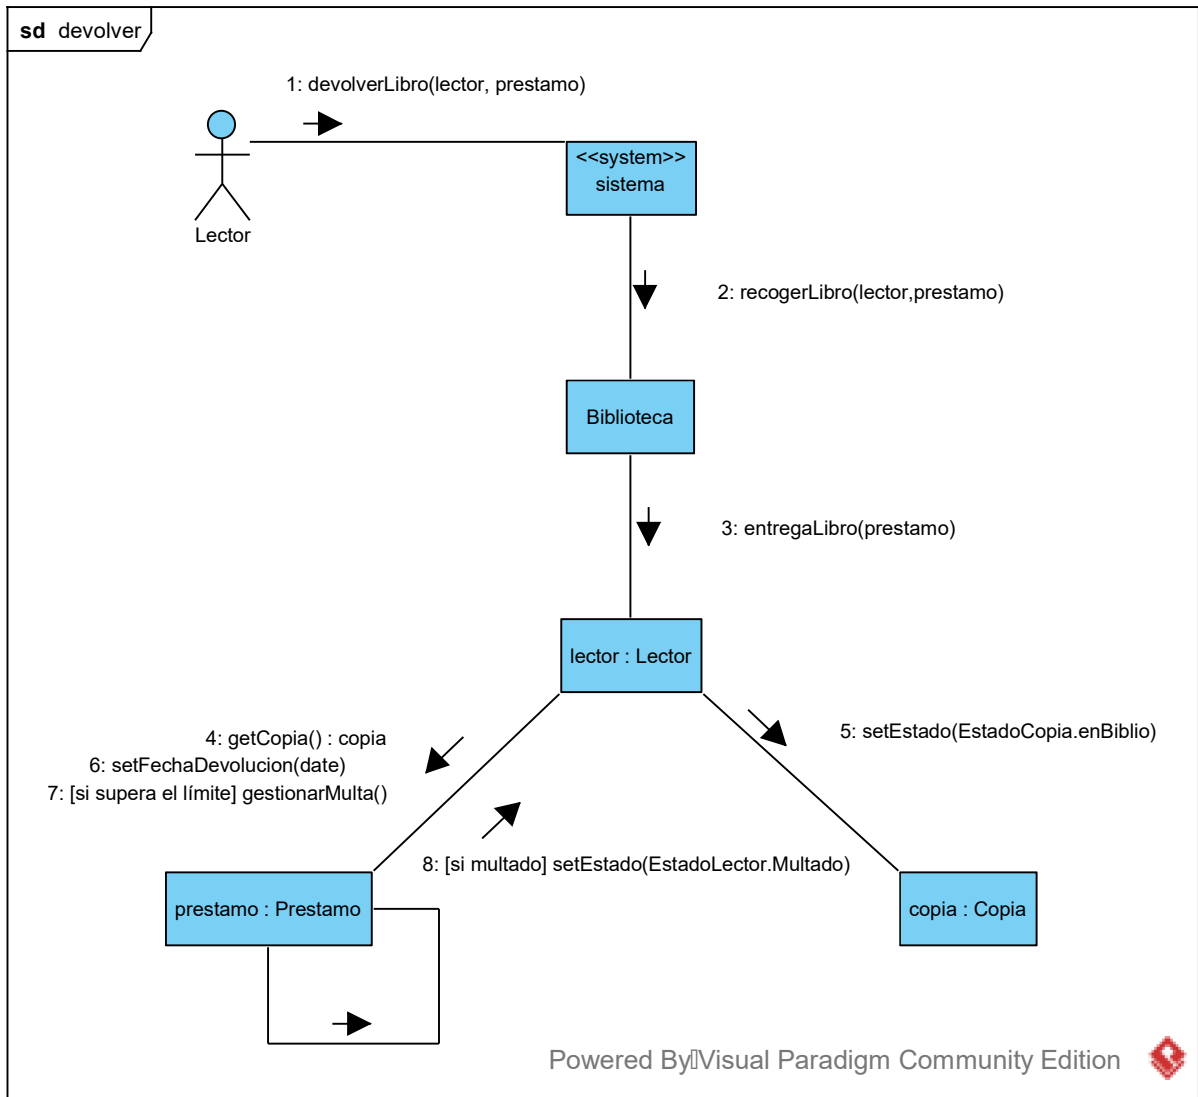 sd devolver
1: devolverLibro(lector, prestamo)
<<system>>
sistema
Lector
2: recogerLibro(lector,prestamo)
Biblioteca
3: entregaLibro(prestamo)
lector : Lector
4: getCopia() : copia
6: setFechaDevolucion(date)
7: [si supera el límite] gestionarMulta()
5: setEstado(EstadoCopia.enBiblio)
8: [si multado] setEstado(EstadoLector.Multado)
prestamo : Prestamo
copia : Copia
Powered By Visual Paradigm Community Edition